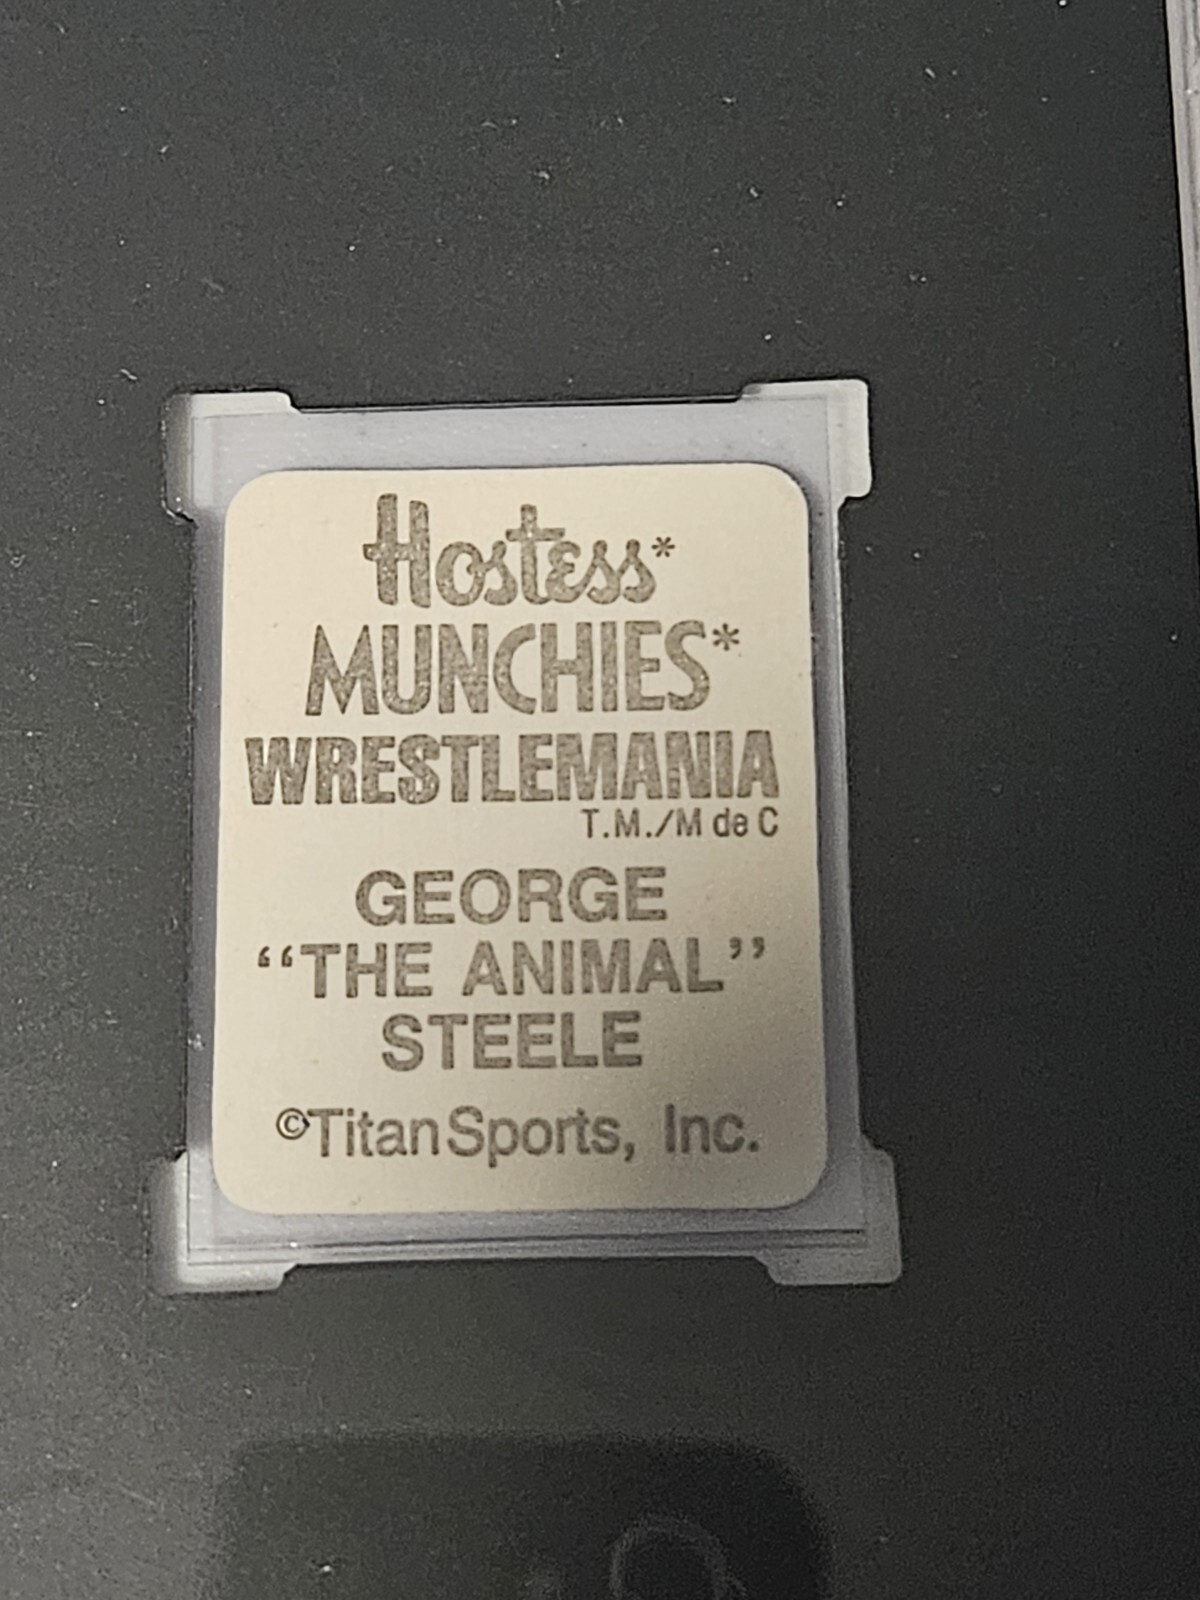 Hostess*
MUNCHIES*
WRESTLEMANIA
T.M./M de C
GEORGE
“THE ANIMAL”
STEELE
©TitanSports, Inc.